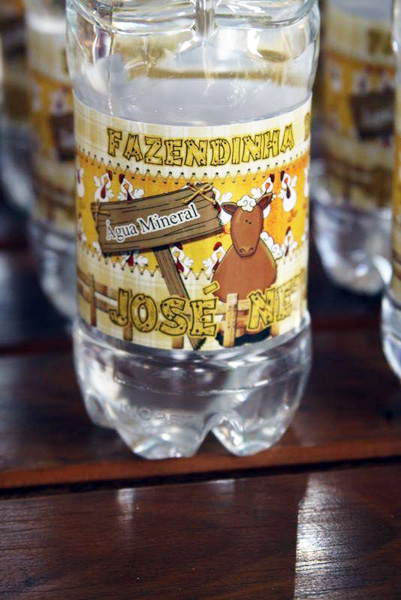 FAZENDINHA
Água Mineral
JOSÉ